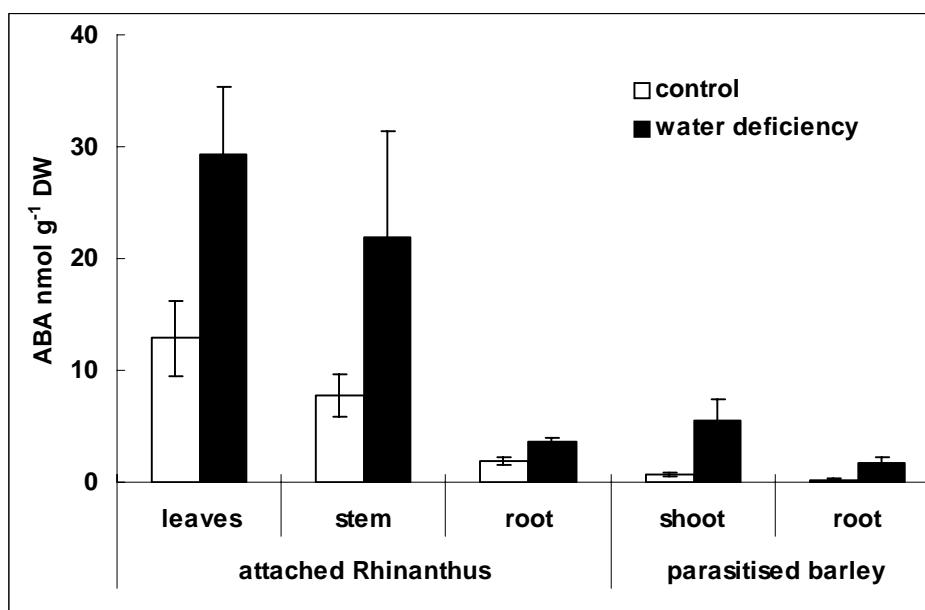 40
30
20
10
0
ABA nmol g⁻¹ DW
control
water deficiency
leaves
stem
root
shoot
root
attached Rhinanthus
parasitised barley